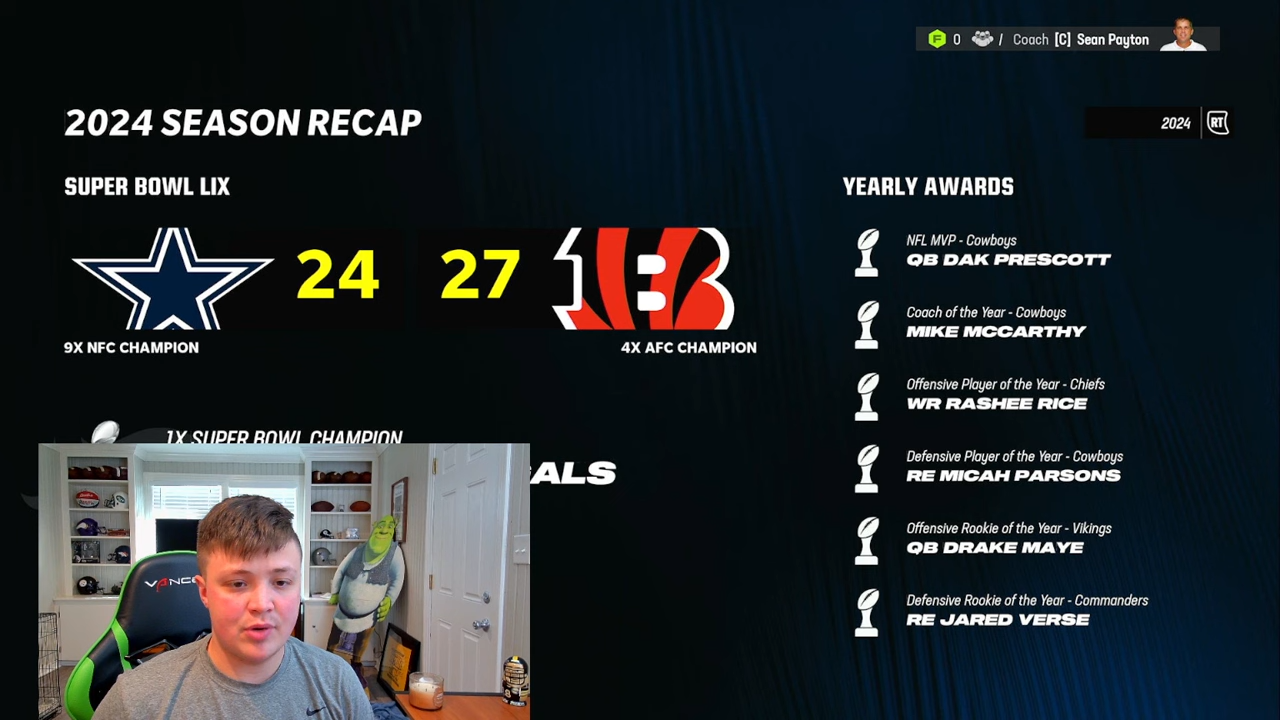 0 / Coach [C] Sean Payton
2024 SEASON RECAP
2024 RT
SUPER BOWL LIX
YEARLY AWARDS
24 27
9X NFC CHAMPION
4X AFC CHAMPION
1X SUPER BOWL CHAMPION
ALS
NFL MVP - Cowboys
QB DAK PRESCOTT
Coach of the Year - Cowboys
MIKE MCCARTHY
Offensive Player of the Year - Chiefs
WR RASHEE RICE
Defensive Player of the Year - Cowboys
RE MICAH PARSONS
Offensive Rookie of the Year - Vikings
QB DRAKE MAYE
Defensive Rookie of the Year - Commanders
RE JARED VERSE